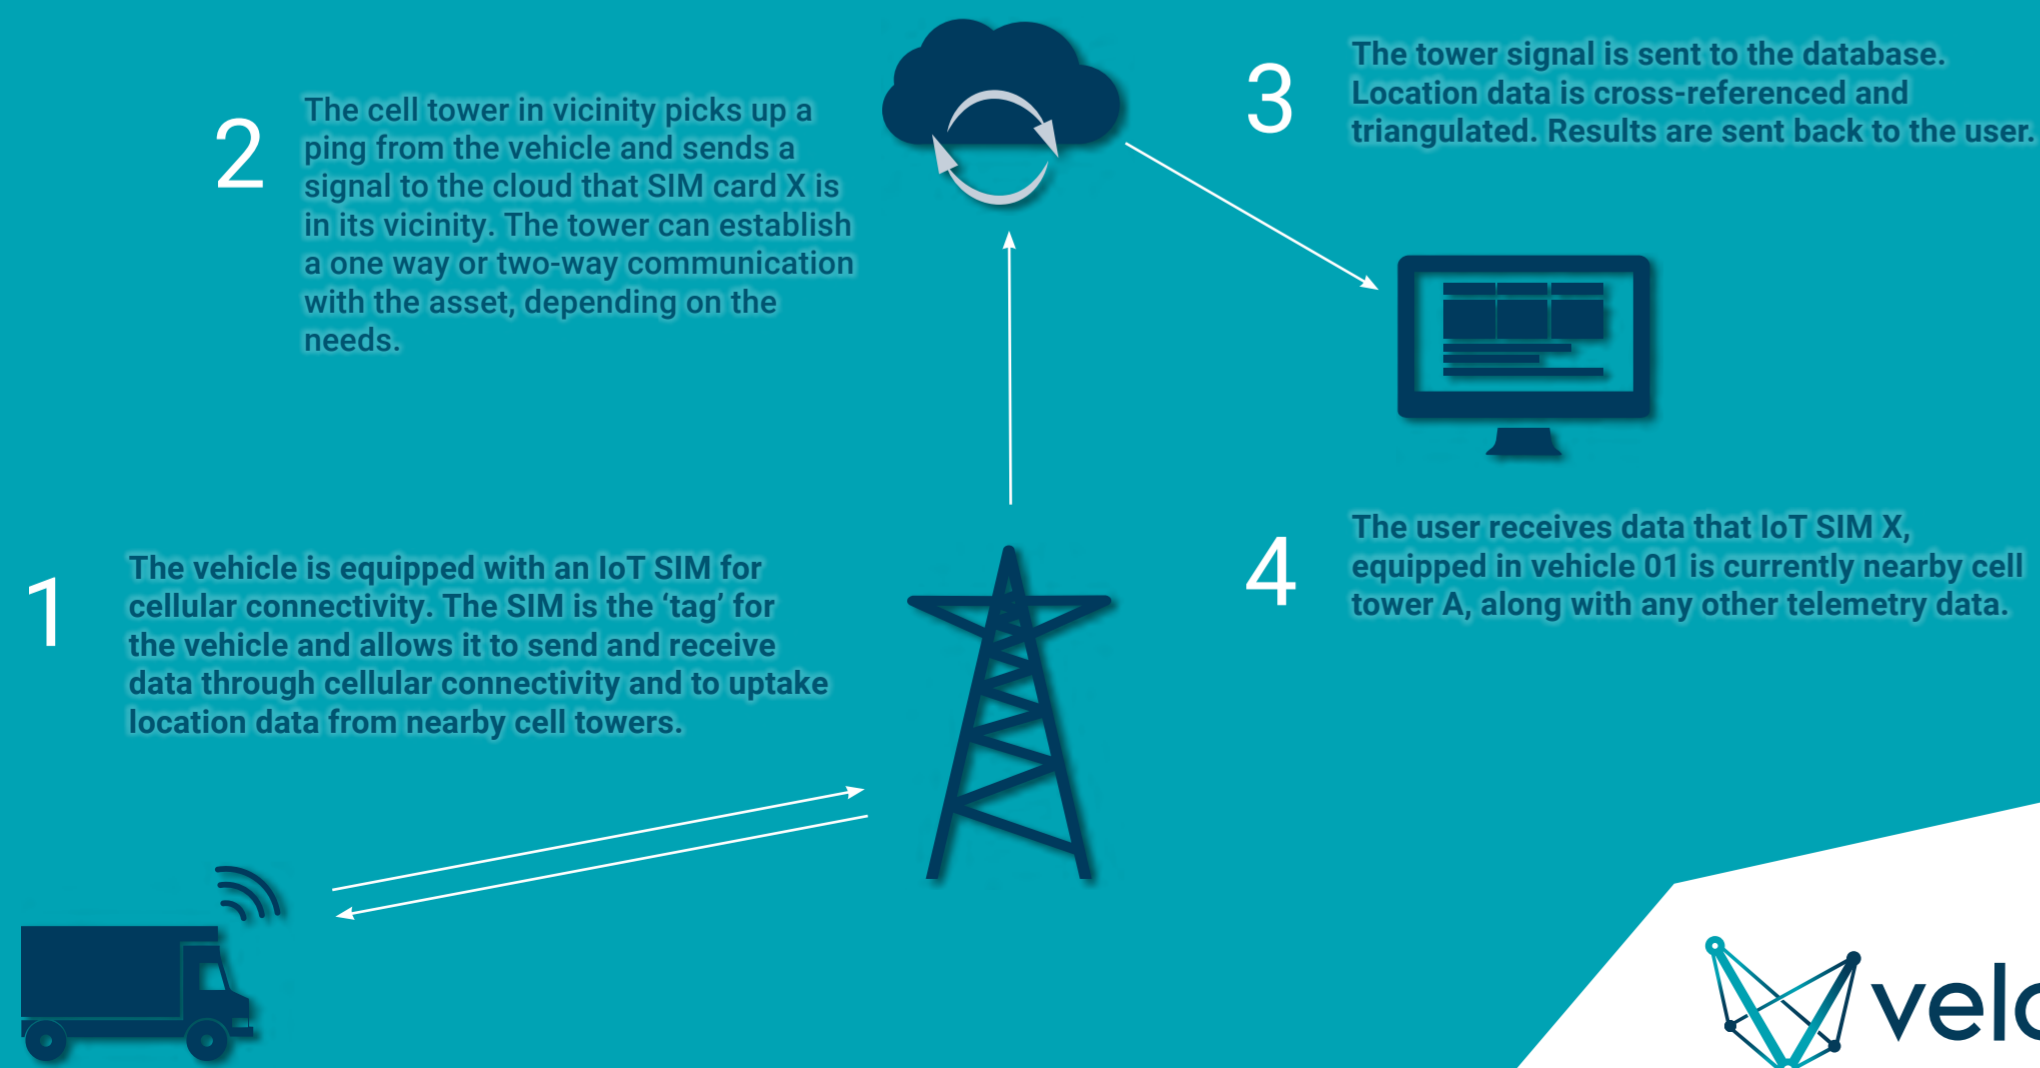 1
The vehicle is equipped with an IoT SIM for
cellular connectivity. The SIM is the ‘tag’ for
the vehicle and allows it to send and receive
data through cellular connectivity and to uptake
location data from nearby cell towers.
2
The cell tower in vicinity picks up a
ping from the vehicle and sends a
signal to the cloud that SIM card X is
in its vicinity. The tower can establish
a one way or two-way communication
with the asset, depending on the
needs.
3
The tower signal is sent to the database.
Location data is cross-referenced and
triangulated. Results are sent back to the user.
4
The user receives data that IoT SIM X,
equipped in vehicle 01 is currently nearby cell
tower A, along with any other telemetry data.